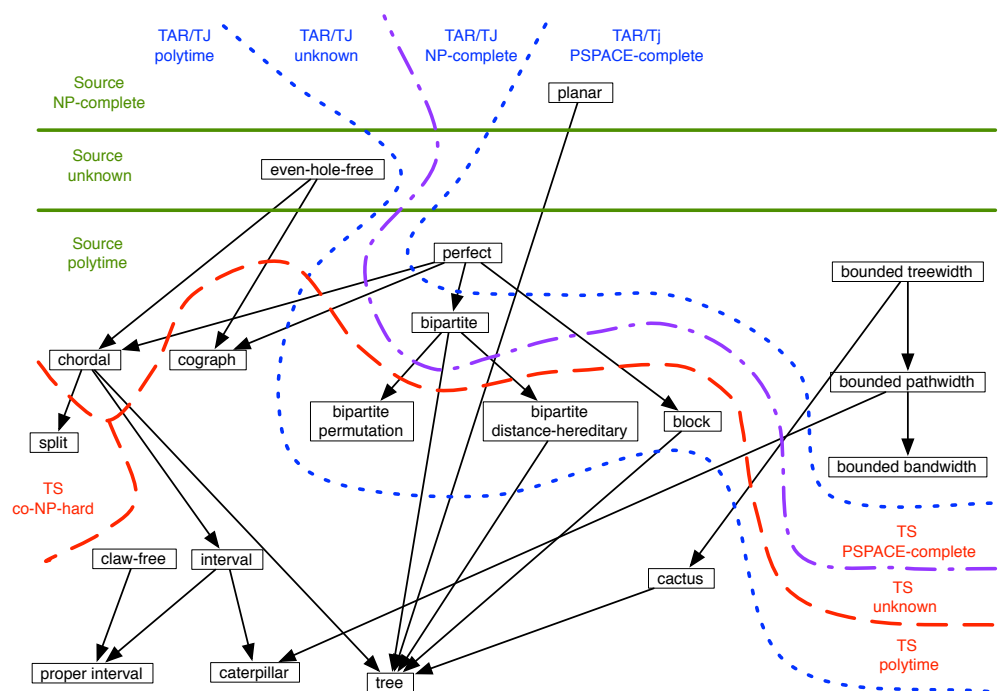 TAR/TJ
polytime
TAR/TJ
unknown
TAR/TJ
NP-complete
TAR/Tj
PSPACE-complete
Source
NP-complete
planar
Source
unknown
even-hole-free
Source
polytime
perfect
bounded treewidth
bipartite
chordal
cograph
bounded pathwidth
bipartite
permutation
bipartite
distance-hereditary
block
split
bounded bandwidth
TS
co-NP-hard
TS
PSPACE-complete
claw-free
interval
cactus
TS
unknown
TS
polytime
proper interval
caterpillar
tree